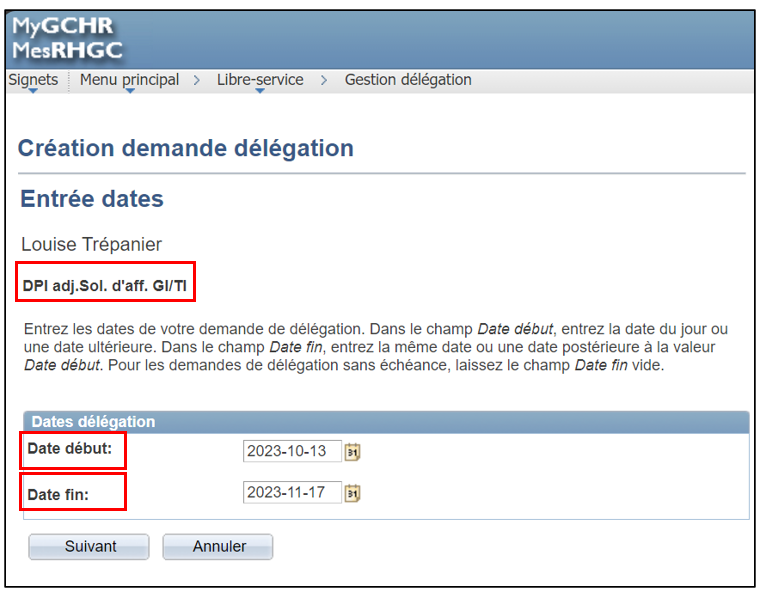 MyGCHR
MesRHGC
Signets Menu principal > Libre-service > Gestion délégation
Création demande délégation
Entrée dates
Louise Trépanier
DPI adj.Sol. d'aff. GI/TI
Entrez les dates de votre demande de délégation. Dans le champ Date début, entrez la date du jour ou
une date ultérieure. Dans le champ Date fin, entrez la même date ou une date postérieure à la valeur
Date début. Pour les demandes de délégation sans échéance, laissez le champ Date fin vide.
Dates délégation
Date début: 2023-10-13 31
Date fin: 2023-11-17 31
Suivant Annuler